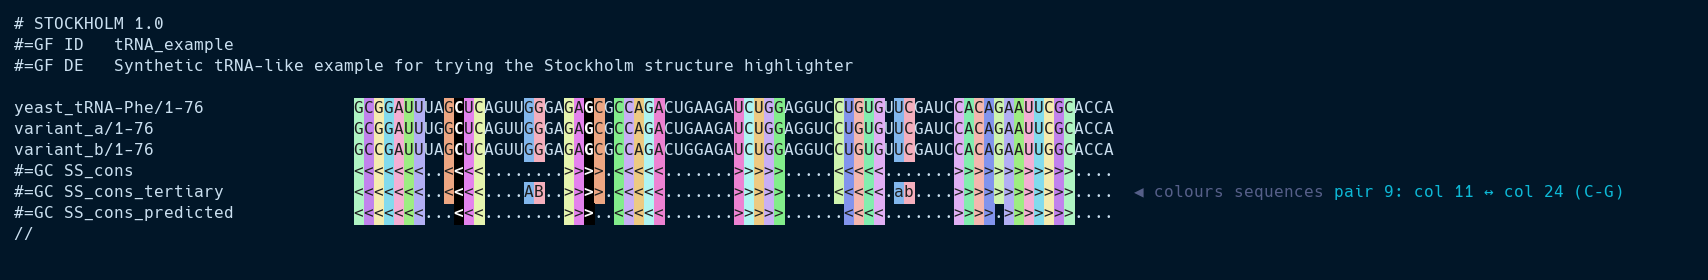 # STOCKHOLM 1.0
#=GF ID   tRNA_example
#=GF DE   Synthetic tRNA-like example for trying the Stockholm structure highlighter
yeast_tRNA-Phe/1-76 GCGGAUUUAGCUCAGUUGGGAGAGCGCCAGACUGAAGAUCUGGAGGUCCUGUGUUCGAUCCACAGAAUUCGCACCA
variant_a/1-76 GCGGAUUUGGCUCAGUUGGGAGAGCGCCAGACUGAAGAUCUGGAGGUCCUGUGUUCGAUCCACAGAAUUCGCACCA
variant_b/1-76 GCCGAUUUAGCUCAGUUGGGAGAGCGCCAGACUGGAGAUCUGGAGGUCCUGUGUUCGAUCCACAGAAUUCGCACCA
#=GC SS_cons <<<<<<<..<<<<........>>>>.<<<<<.......>>>>>.....<<<<<.......>>>>>>>>>>>>....
#=GC SS_cons_tertiary <<<<<<<..<<<<....AB..>>>>.<<<<<.......>>>>>.....<<<<<.ab....>>>>>>>>>>>>.... ◀ colours sequences pair 9: col 11 ↔ col 24 (C-G)
#=GC SS_cons_predicted <<<<<<<...<<<........>>>..<<<<<.......>>>>>......<<<<.......>>>>.>>>>>>>....
//